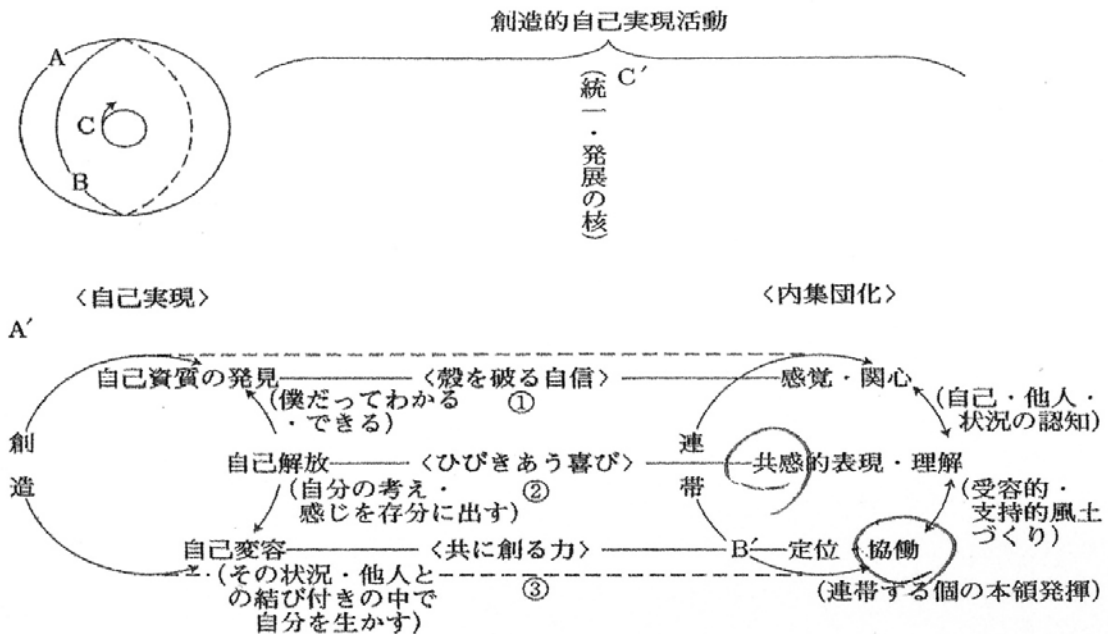 創造的自己実現活動
A
C
B
C′
（統一・発展の核）
〈自己実現〉
〈内集団化〉
A′
自己資質の発見
〈殻を破る自信〉
感覚・関心
（僕だってわかる
・できる）
①
（自己・他人・
状況の認知）
創造
連帯
自己解放
〈ひびきあう喜び〉
共感的表現・理解
（自分の考え・
感じを存分に出す）
②
（受容的・
支持的風土
づくり）
自己変容
〈共に創る力〉
B′
定位・協働
（その状況・他人と
の結び付きの中で
自分を生かす）
③
（連帯する個の本領発揮）